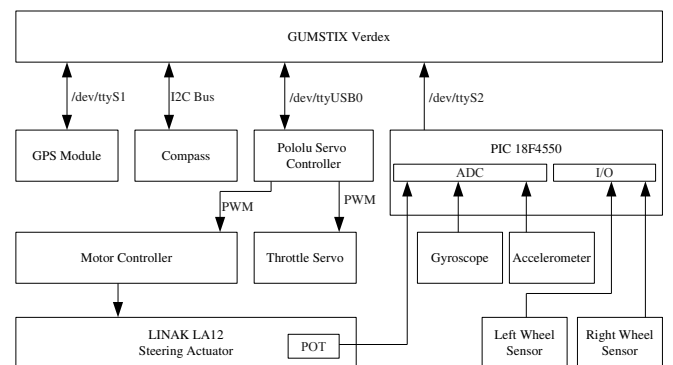 GUMSTIX Verdex
/dev/ttyS1
I2C Bus
/dev/ttyUSB0
/dev/ttyS2
GPS Module
Compass
Pololu Servo
Controller
PIC 18F4550
ADC
I/O
PWM
PWM
Motor Controller
Throttle Servo
Gyroscope
Accelerometer
LINAK LA12
Steering Actuator
POT
Left Wheel
Sensor
Right Wheel
Sensor